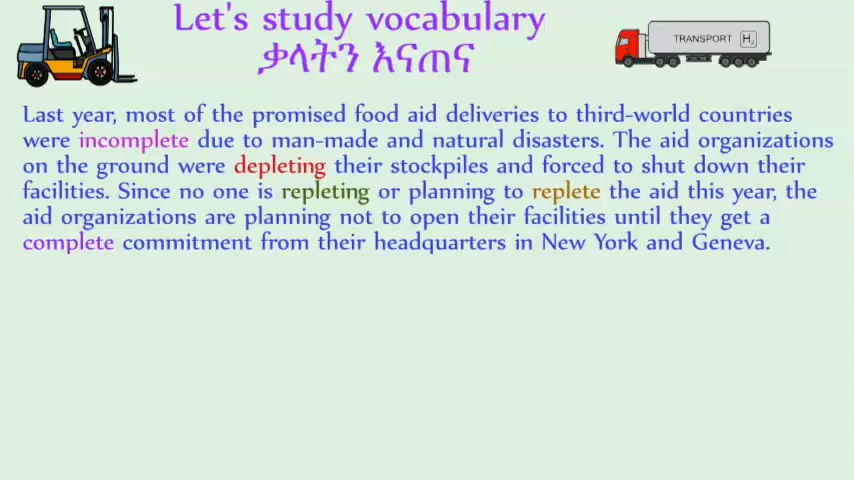 Let's study vocabulary
ቃላትን እናጠና
TRANSPORT H₂
Last year, most of the promised food aid deliveries to third-world countries
were incomplete due to man-made and natural disasters. The aid organizations
on the ground were depleting their stockpiles and forced to shut down their
facilities. Since no one is repleting or planning to replete the aid this year, the
aid organizations are planning not to open their facilities until they get a
complete commitment from their headquarters in New York and Geneva.